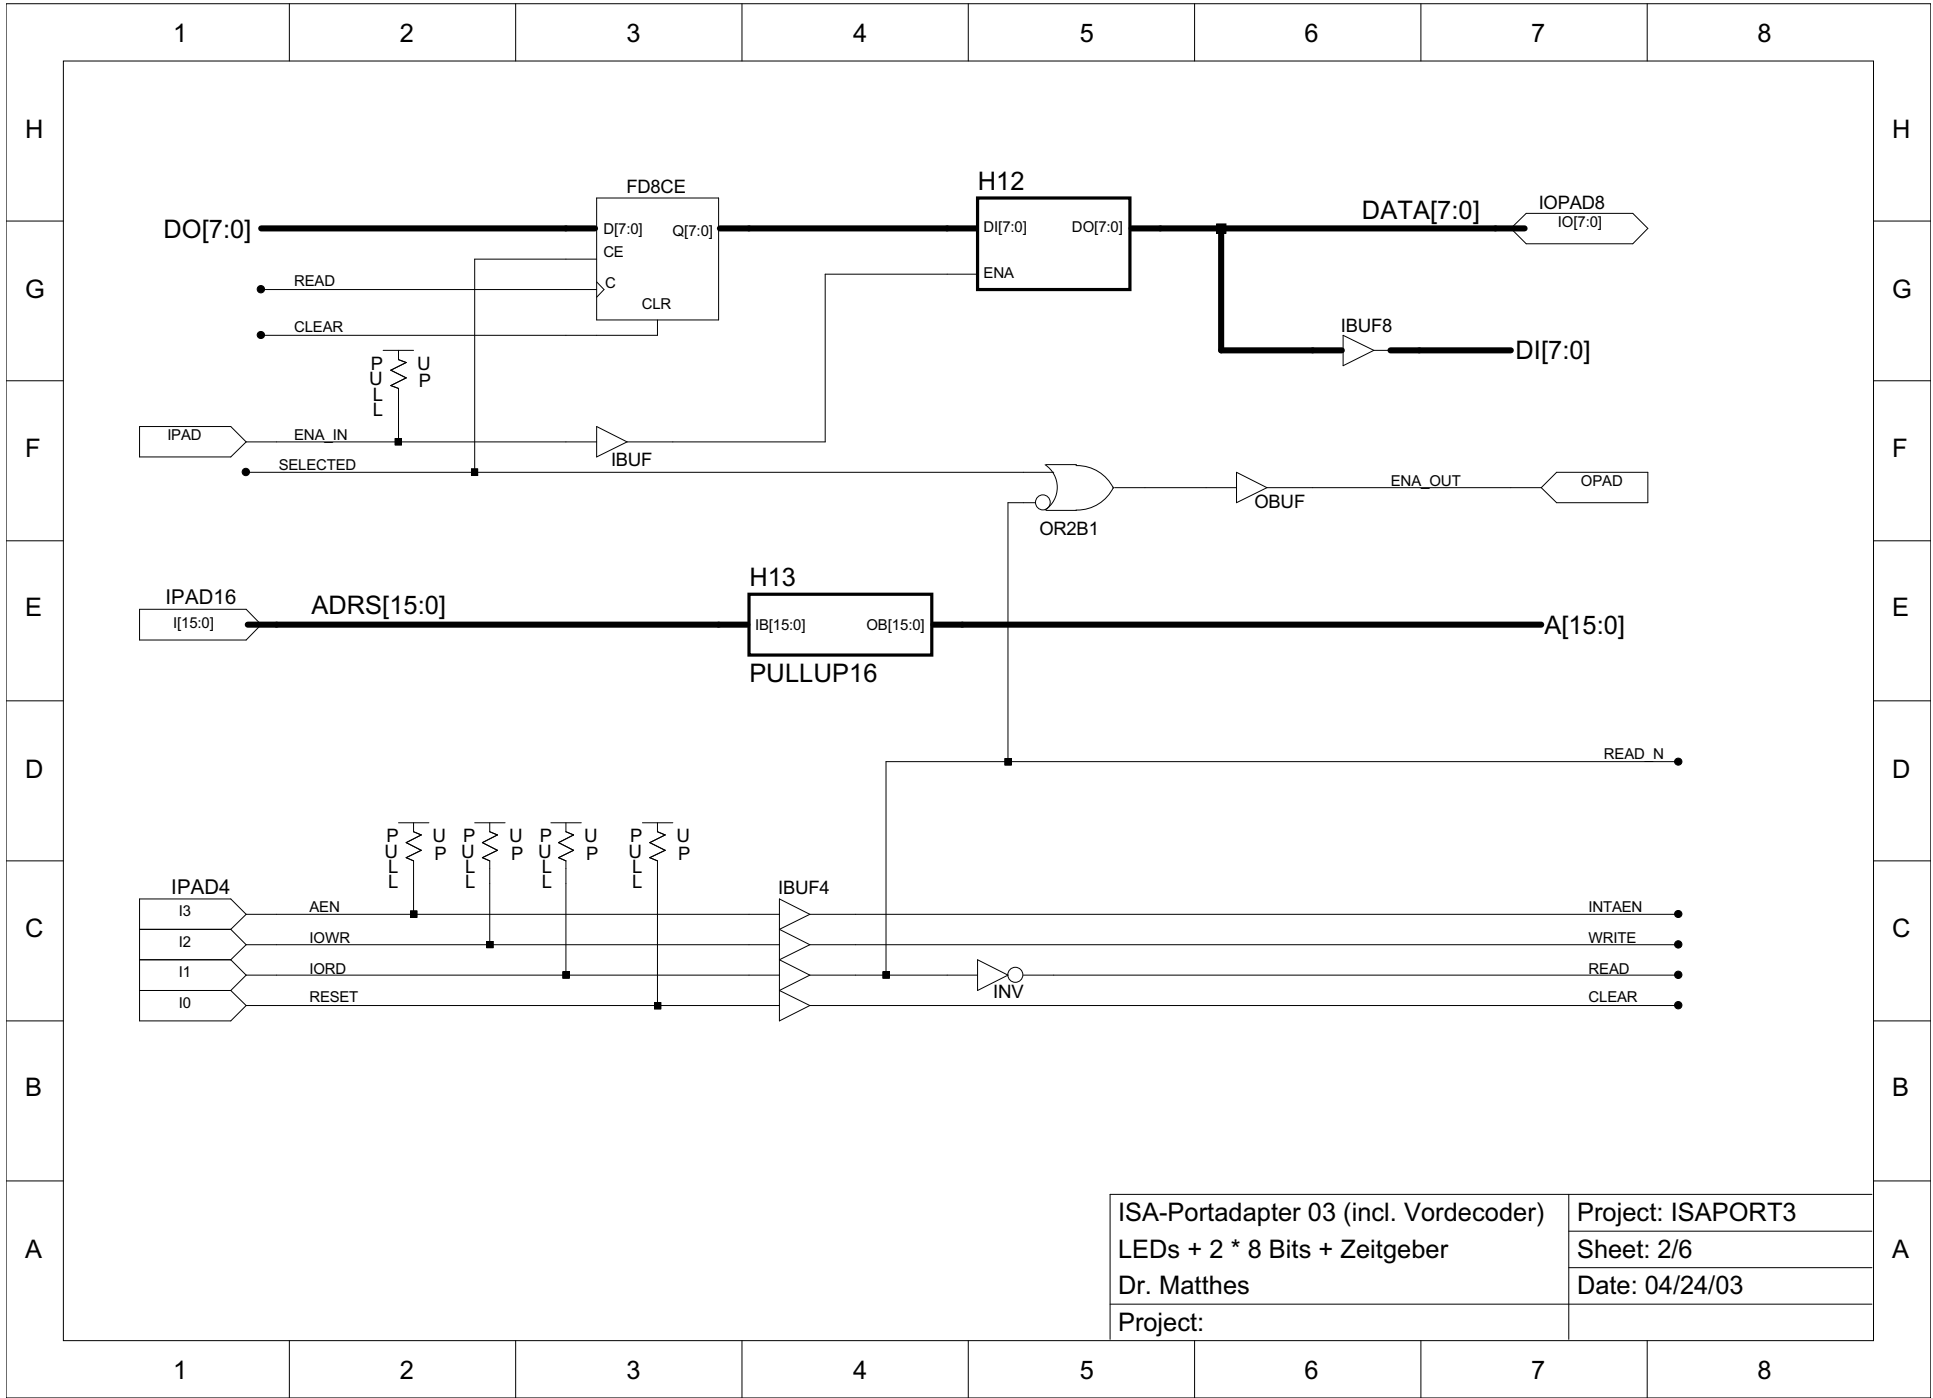 1 2 3 4 5 6 7 8
H H
FD8CE H12
DO[7:0] D[7:0] Q[7:0] DI[7:0] DO[7:0] DATA[7:0] IOPAD8
IO[7:0]
CE
G READ C ENA G
CLR
CLEAR IBUF8
PULL UP DI[7:0]
IPAD ENA_IN IBUF
F SELECTED F
OBUF ENA_OUT OPAD
OR2B1
H13
IPAD16 ADRS[15:0]
E I[15:0] IB[15:0] OB[15:0] A[15:0] E
PULLUP16
D READ_N D
PULL UP PULL UP PULL UP PULL UP
IPAD4 IBUF4
I3 AEN INTAEN
C C
I2 IOWR WRITE
I1 IORD INV READ
I0 RESET CLEAR
B B
ISA-Portadapter 03 (incl. Vordecoder) Project: ISAPORT3
A LEDs + 2 * 8 Bits + Zeitgeber Sheet: 2/6 A
Dr. Matthes Date: 04/24/03
Project:
1 2 3 4 5 6 7 8